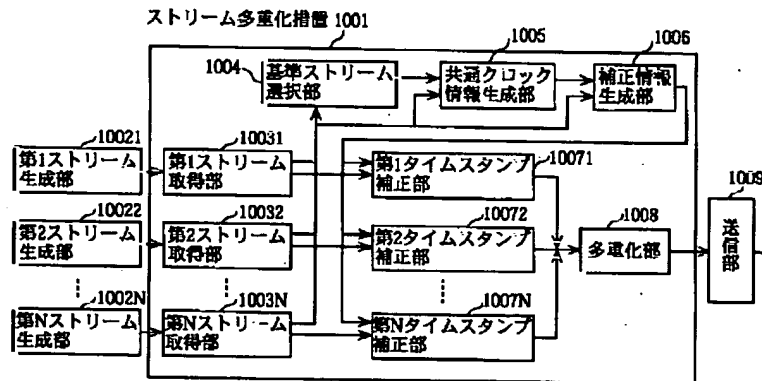 ストリーム多重化措置 1001
1004
基準ストリーム
選択部
1005
共通クロック
情報生成部
1006
補正情報
生成部
10021
第1ストリーム
生成部
10031
第1ストリーム
取得部
10071
第1タイムスタンプ
補正部
10022
第2ストリーム
生成部
10032
第2ストリーム
取得部
10072
第2タイムスタンプ
補正部
1008
多重化部
1009
送信部
1002N
第Nストリーム
生成部
1003N
第Nストリーム
取得部
1007N
第Nタイムスタンプ
補正部